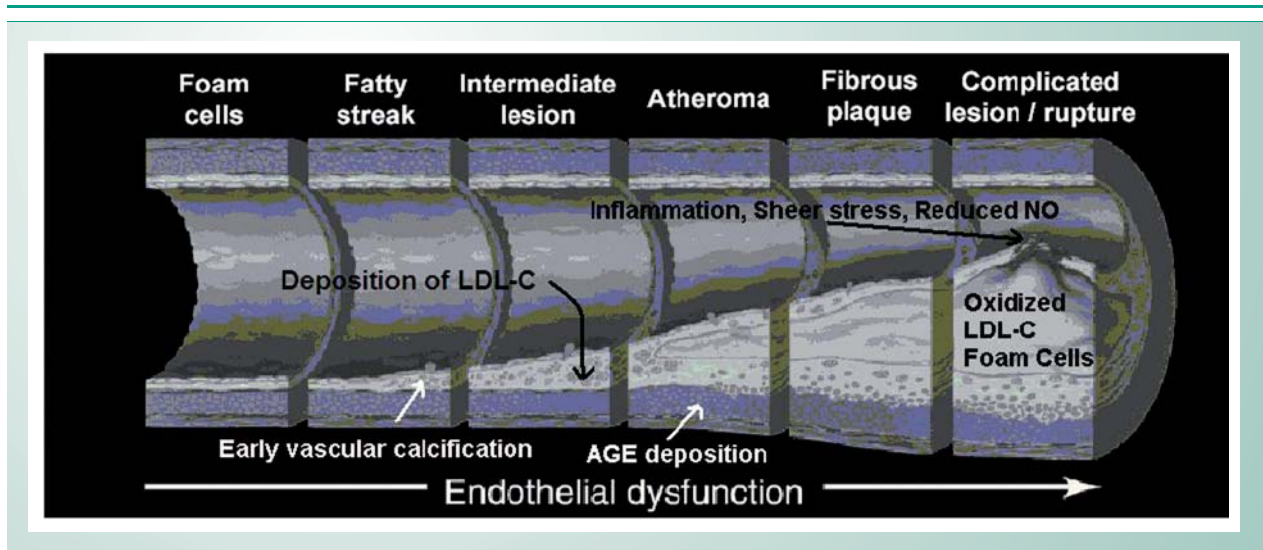 Foam
cells
Fatty
streak
Intermediate
lesion
Atheroma
Fibrous
plaque
Complicated
lesion / rupture
Inflammation, Sheer stress, Reduced NO
Deposition of LDL-C
Oxidized
LDL-C
Foam Cells
Early vascular calcification
AGE deposition
Endothelial dysfunction